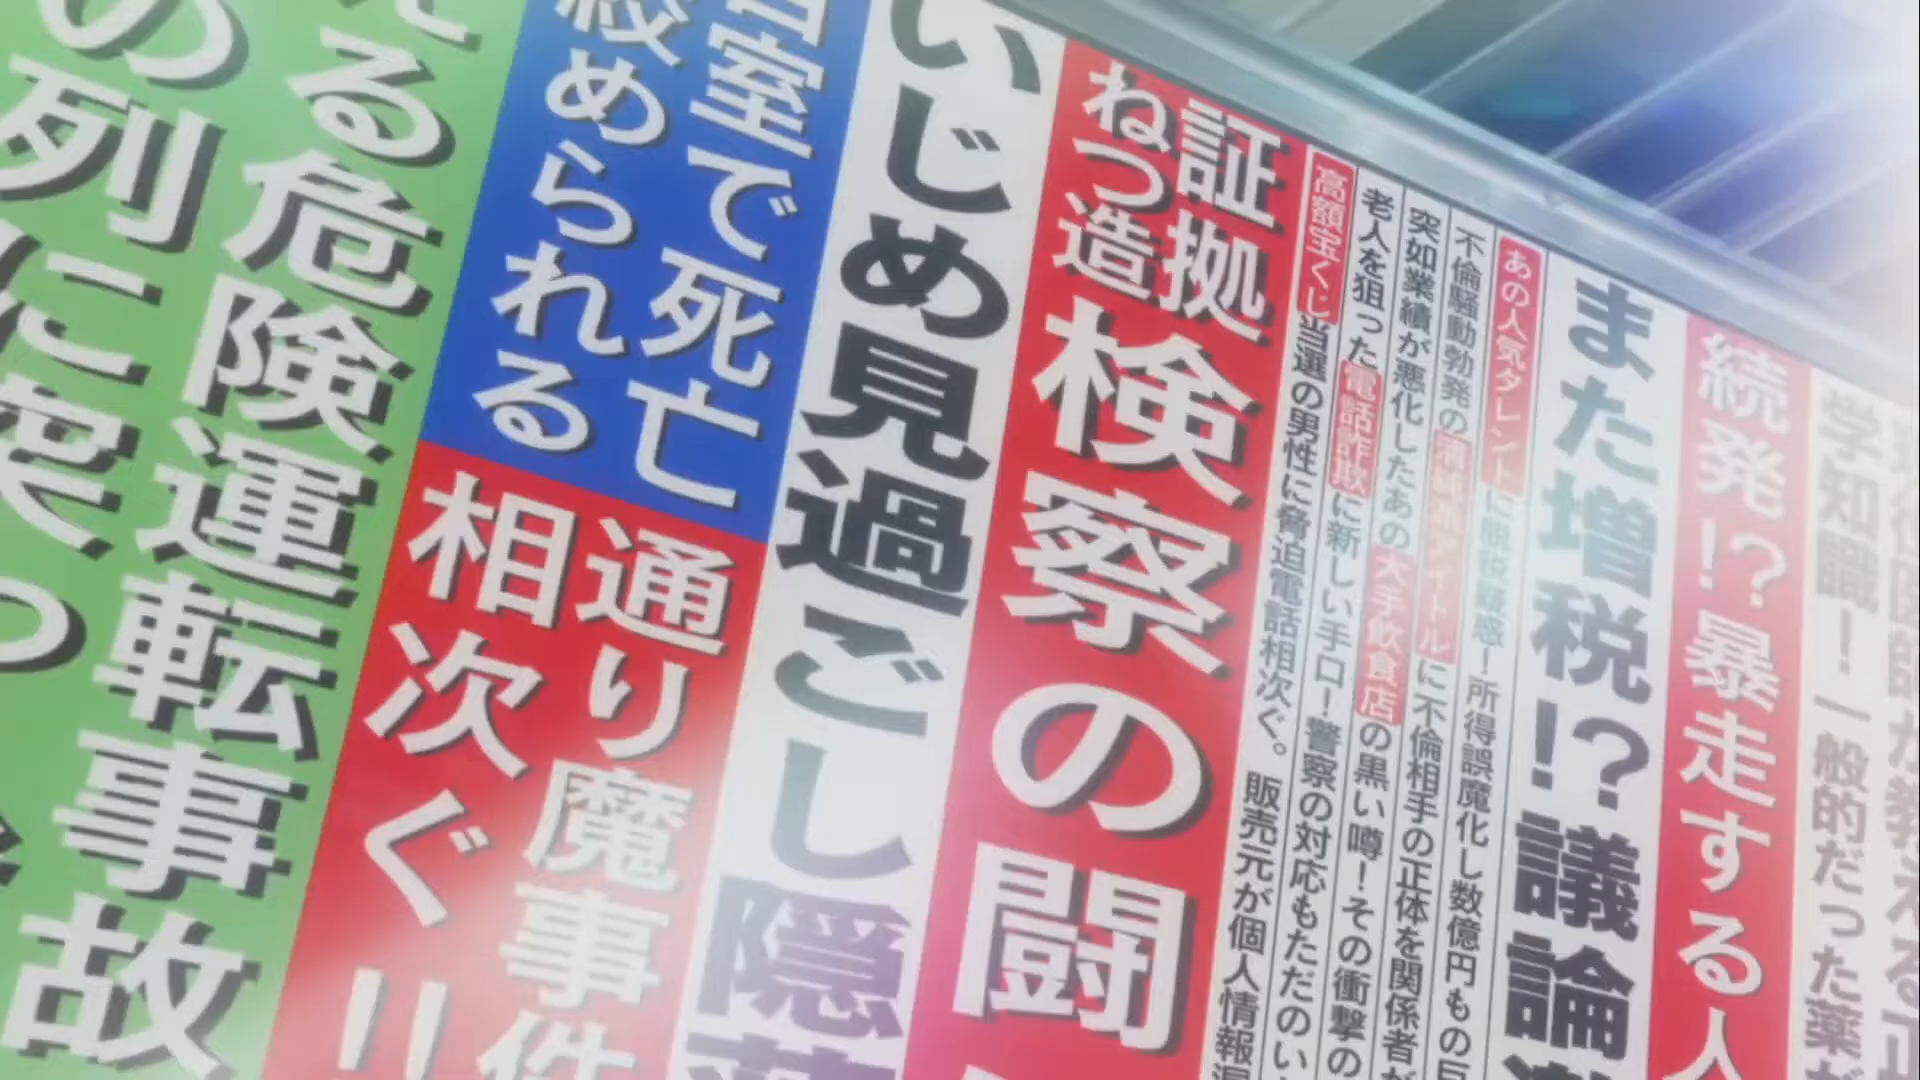 学知識！一般的だった薬
続発！？暴走する人
また増税！？議論
あの人気タレントに脱税疑惑！所得誤魔化し数億円もの巨
不倫騒動勃発の清純派アイドルに不倫相手の正体を関係者が
突如業績が悪化したあの大手飲食店の黒い噂！その衝撃の
老人を狙った電話詐欺に新しい手口！警察の対応もただのい
高額宝くじ当選の男性に脅迫電話相次ぐ。販売元が個人情報漏
証拠
ねつ造
検察の闘
いじめ見過ごし隠蔽
室で死亡
絞められる
通り魔事件
相次ぐ！！
る危険運転事故
の列に突っ